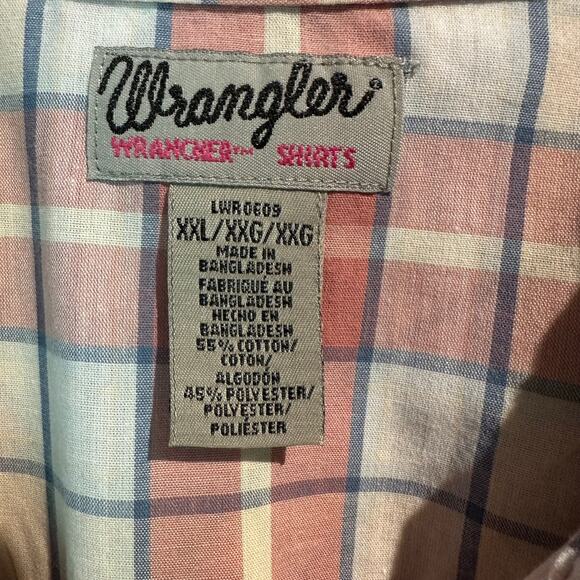 Wrangler®
WRANCHER™ SHIRTS
LWR0609
XXL/XXG/XXG
MADE IN
BANGLADESH
FABRIQUÉ AU
BANGLADESH
HECHO EN
BANGLADESH
55% COTTON/
COTON/
ALGODÓN
45% POLYESTER/
POLYESTER/
POLIÉSTER